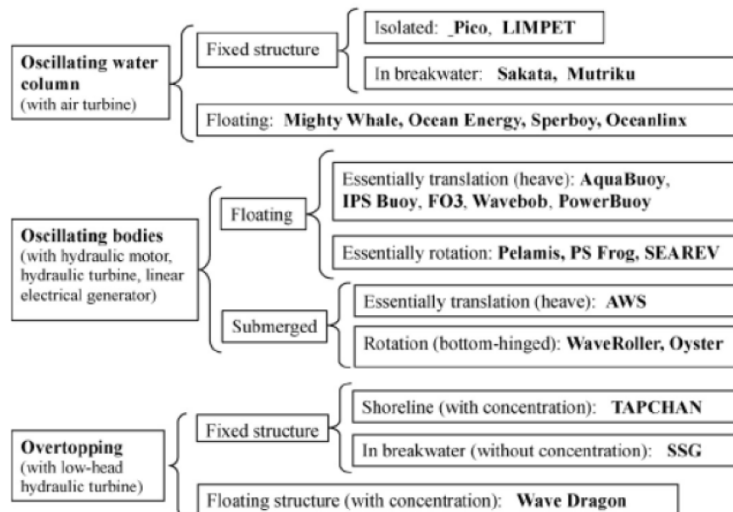 Isolated: _Pico, LIMPET
Fixed structure
Oscillating water
column
(with air turbine)
In breakwater: Sakata, Mutriku
Floating: Mighty Whale, Ocean Energy, Sperboy, Oceanlinx
Essentially translation (heave): AquaBuoy,
IPS Buoy, FO3, Wavebob, PowerBuoy
Floating
Oscillating bodies
(with hydraulic motor,
hydraulic turbine, linear
electrical generator)
Essentially rotation: Pelamis, PS Frog, SEAREV
Essentially translation (heave): AWS
Submerged
Rotation (bottom-hinged): WaveRoller, Oyster
Shoreline (with concentration): TAPCHAN
Fixed structure
Overtopping
(with low-head
hydraulic turbine)
In breakwater (without concentration): SSG
Floating structure (with concentration): Wave Dragon